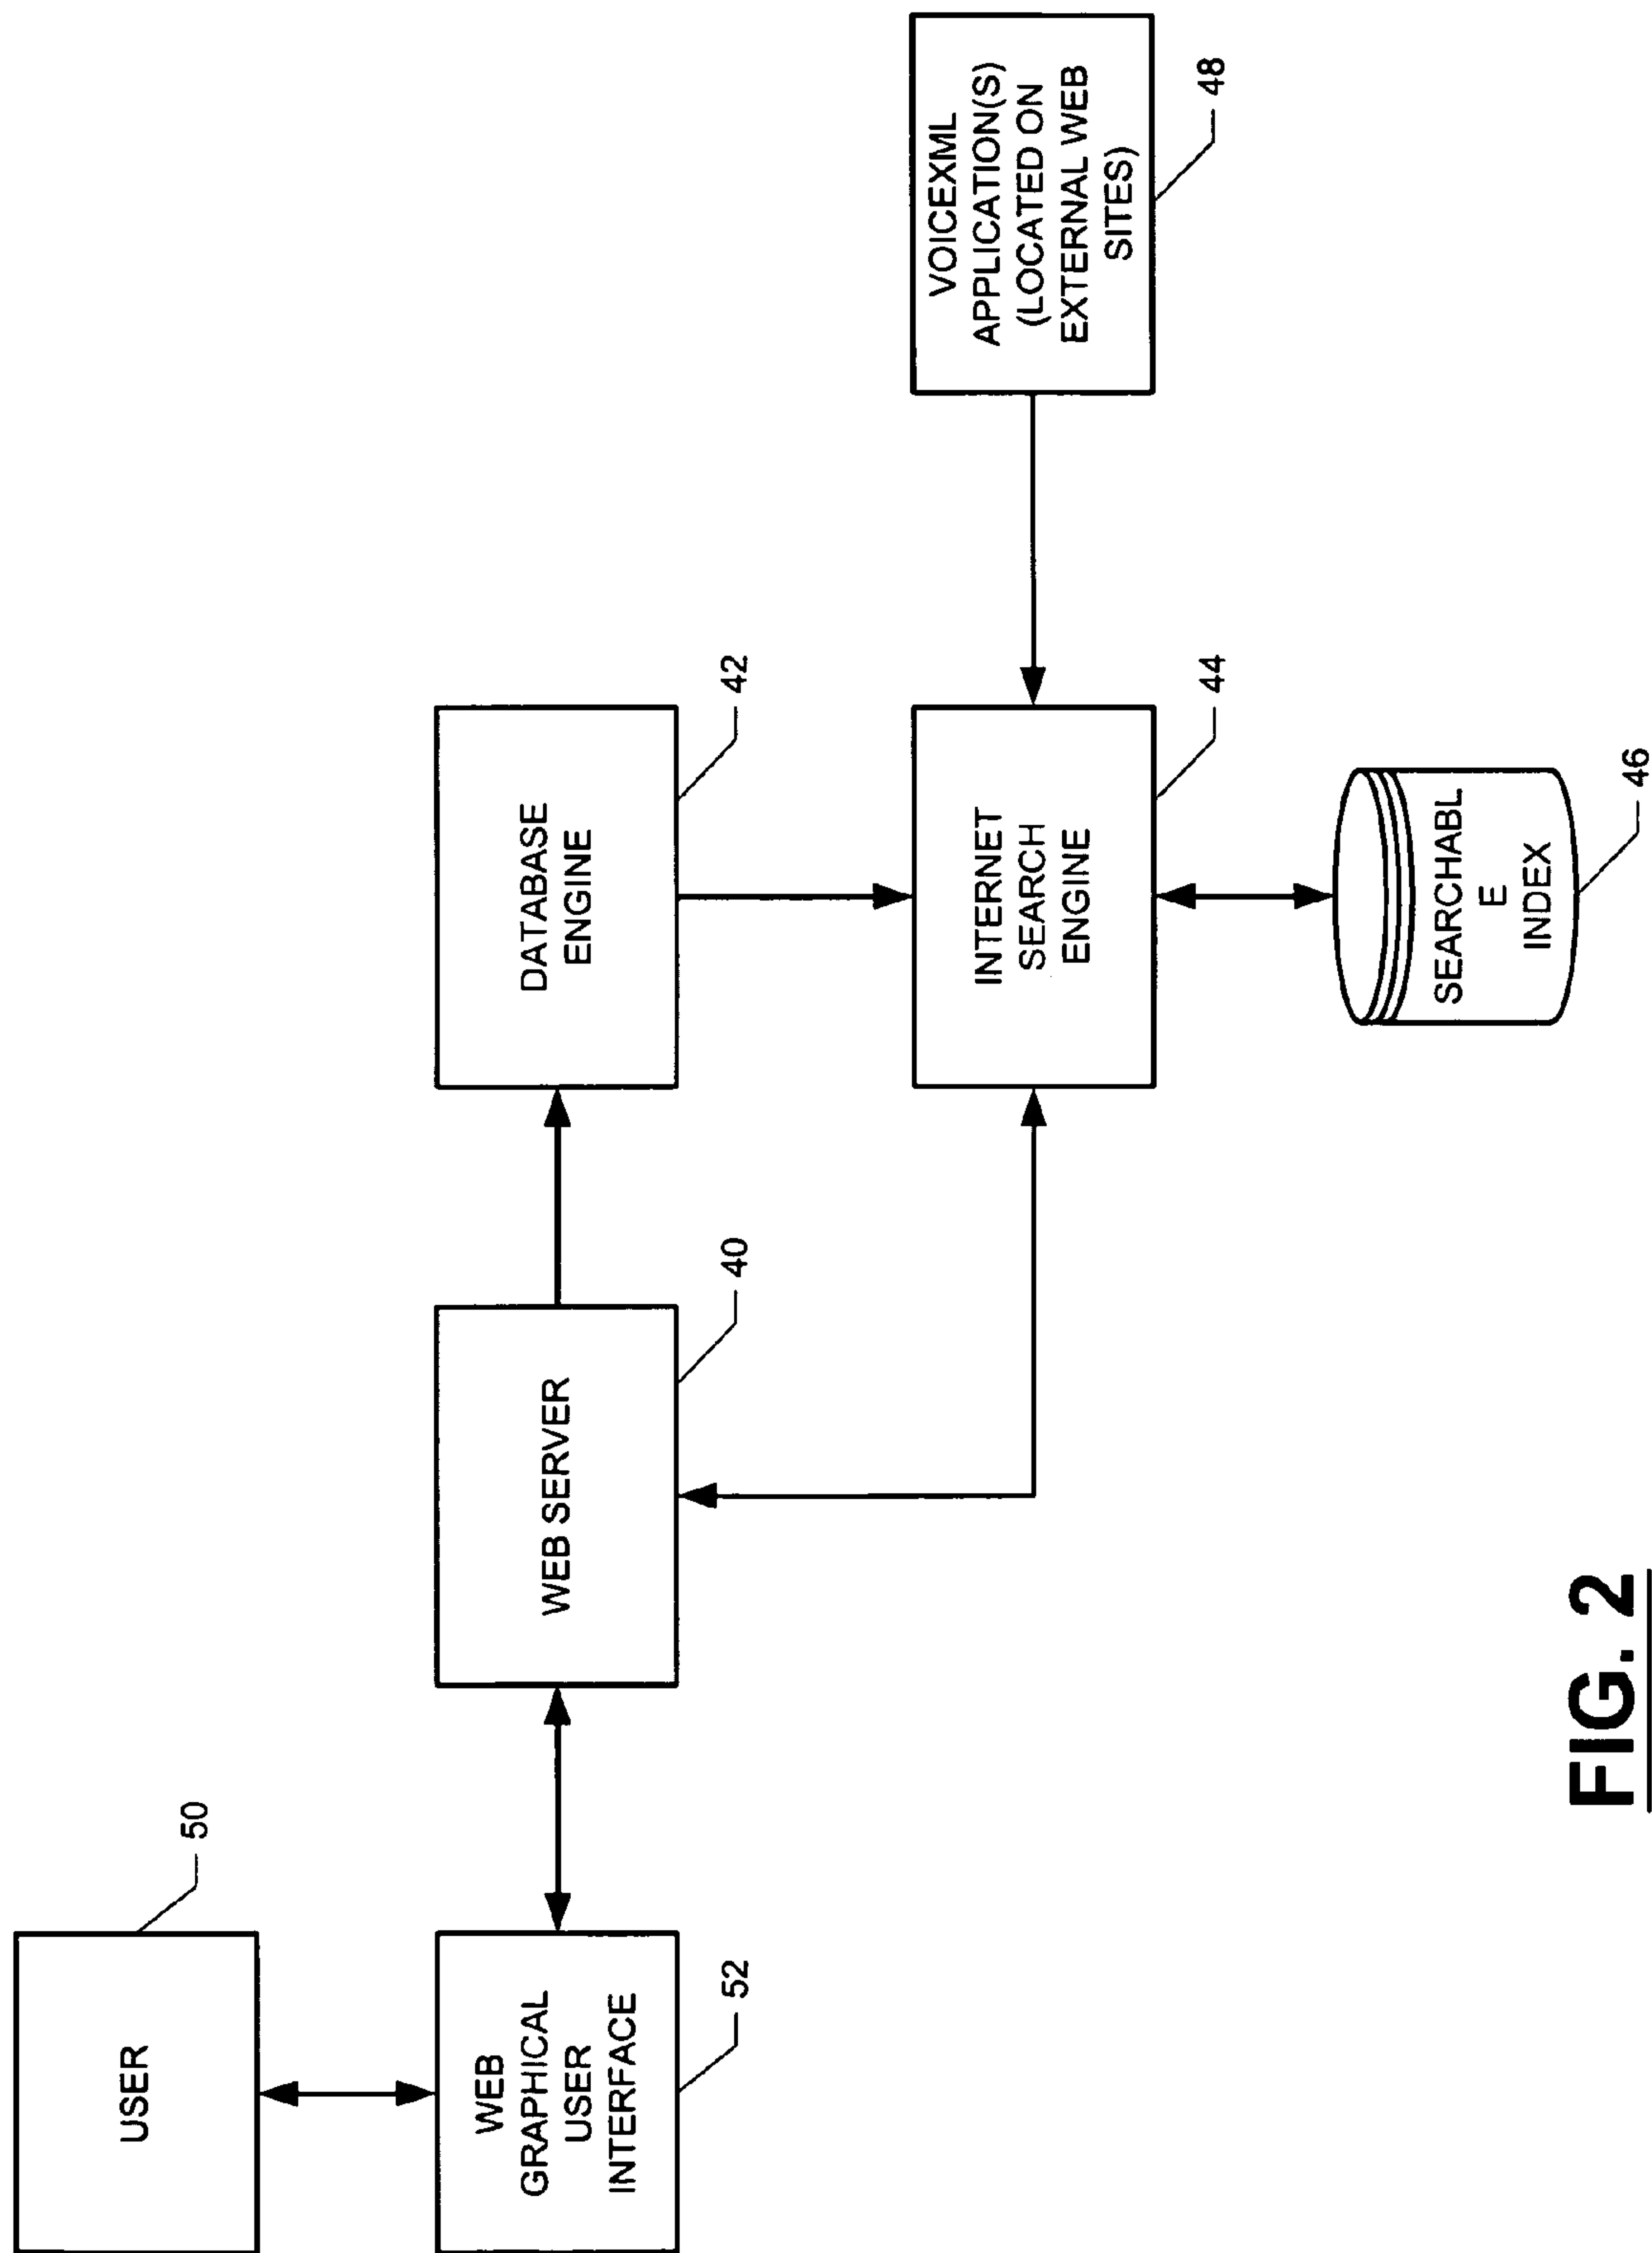 USER
50
WEB
GRAPHICAL
USER
INTERFACE
52
WEB SERVER
40
DATABASE
ENGINE
42
INTERNET
SEARCH
ENGINE
44
SEARCHABL
E
INDEX
46
VOICEXML
APPLICATION(S)
(LOCATED ON
EXTERNAL WEB
SITES)
48
FIG. 2